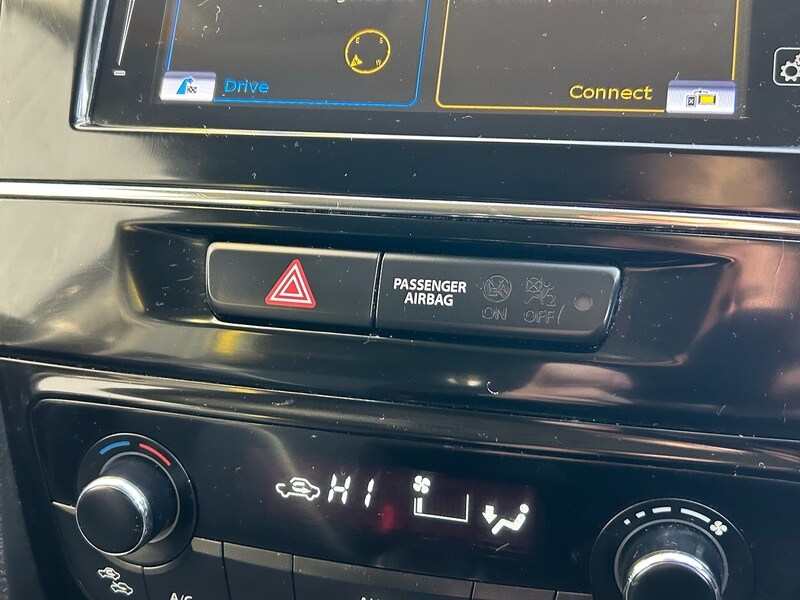 E S
W
Drive
Connect
PASSENGER
AIRBAG
ON OFF
HI
A/C